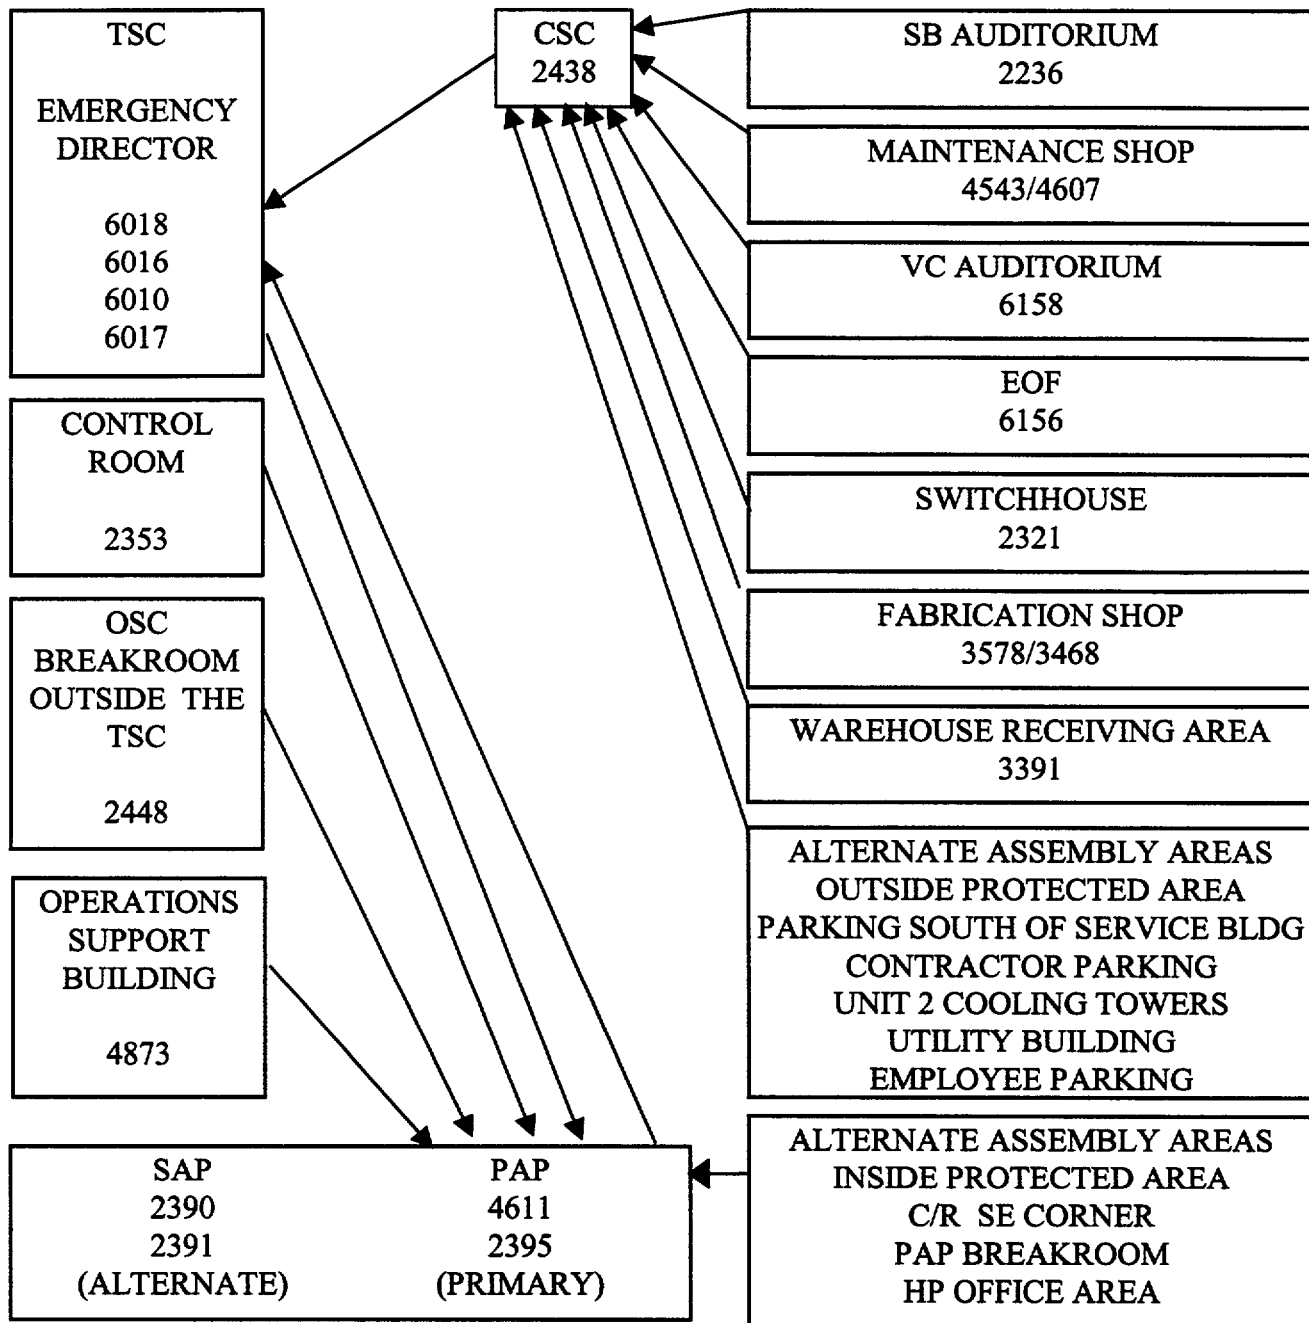 TSC
EMERGENCY
DIRECTOR
6018
6016
6010
6017
CONTROL
ROOM
2353
OSC
BREAKROOM
OUTSIDE THE
TSC
2448
OPERATIONS
SUPPORT
BUILDING
4873
SAP
2390
2391
(ALTERNATE)
PAP
4611
2395
(PRIMARY)
CSC
2438
SB AUDITORIUM
2236
MAINTENANCE SHOP
4543/4607
VC AUDITORIUM
6158
EOF
6156
SWITCHHOUSE
2321
FABRICATION SHOP
3578/3468
WAREHOUSE RECEIVING AREA
3391
ALTERNATE ASSEMBLY AREAS
OUTSIDE PROTECTED AREA
PARKING SOUTH OF SERVICE BLDG
CONTRACTOR PARKING
UNIT 2 COOLING TOWERS
UTILITY BUILDING
EMPLOYEE PARKING
ALTERNATE ASSEMBLY AREAS
INSIDE PROTECTED AREA
C/R SE CORNER
PAP BREAKROOM
HP OFFICE AREA